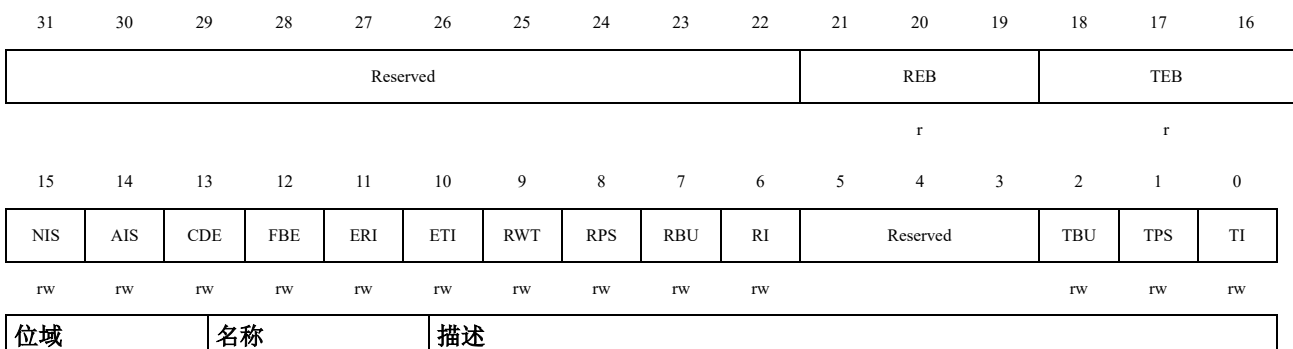 31 30 29 28 27 26 25 24 23 22 21 20 19 18 17 16
Reserved REB TEB
r r
15 14 13 12 11 10 9 8 7 6 5 4 3 2 1 0
NIS AIS CDE FBE ERI ETI RWT RPS RBU RI Reserved TBU TPS TI
rw rw rw rw rw rw rw rw rw rw rw rw rw
位域 名称 描述